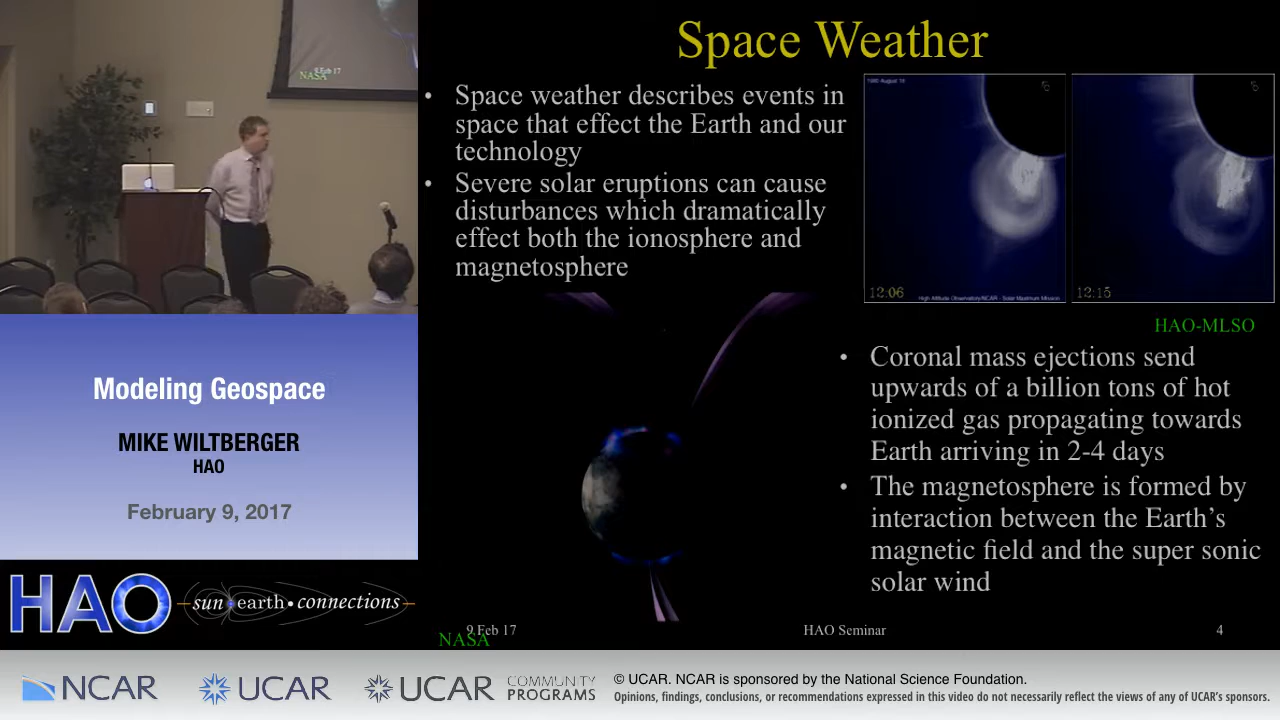 NASA
Feb 17
Modeling Geospace
MIKE WILTBERGER
HAO
February 9, 2017
HAO
sun earth • connections
Space Weather
• Space weather describes events in
space that effect the Earth and our
technology
• Severe solar eruptions can cause
disturbances which dramatically
effect both the ionosphere and
magnetosphere
12:06
High Altitude Observatory/NCAR - Solar Maximum Mission
12:15
HAO-MLSO
• Coronal mass ejections send
upwards of a billion tons of hot
ionized gas propagating towards
Earth arriving in 2-4 days
• The magnetosphere is formed by
interaction between the Earth's
magnetic field and the super sonic
solar wind
NASA
9 Feb 17
HAO Seminar
4
NCAR
UCAR
UCAR
COMMUNITY
PROGRAMS
© UCAR. NCAR is sponsored by the National Science Foundation.
Opinions, findings, conclusions, or recommendations expressed in this video do not necessarily reflect the views of any of UCAR's sponsors.